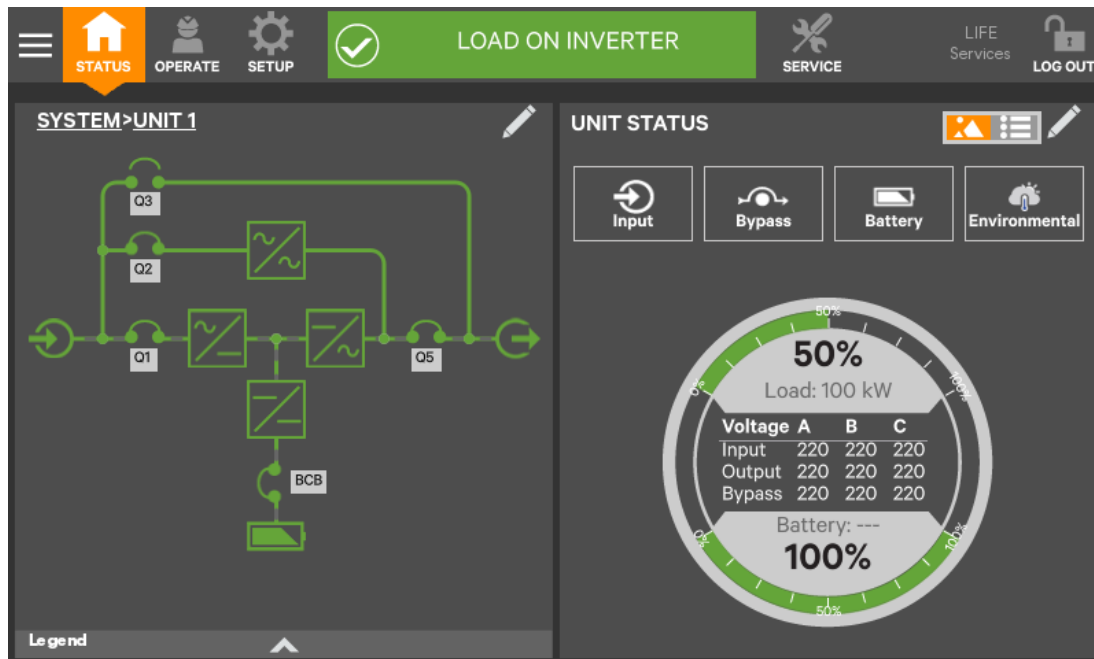 LOAD ON INVERTER
LIFE
Services
STATUS
OPERATE
SETUP
SERVICE
LOG OUT
SYSTEM>UNIT 1
Q3
Q2
Q1
Q5
BCB
Legend
UNIT STATUS
Input
Bypass
Battery
Environmental
50%
0%
100%
50%
Load: 100 kW
Voltage A B C
Input 220 220 220
Output 220 220 220
Bypass 220 220 220
Battery: ---
100%
0%
100%
50%